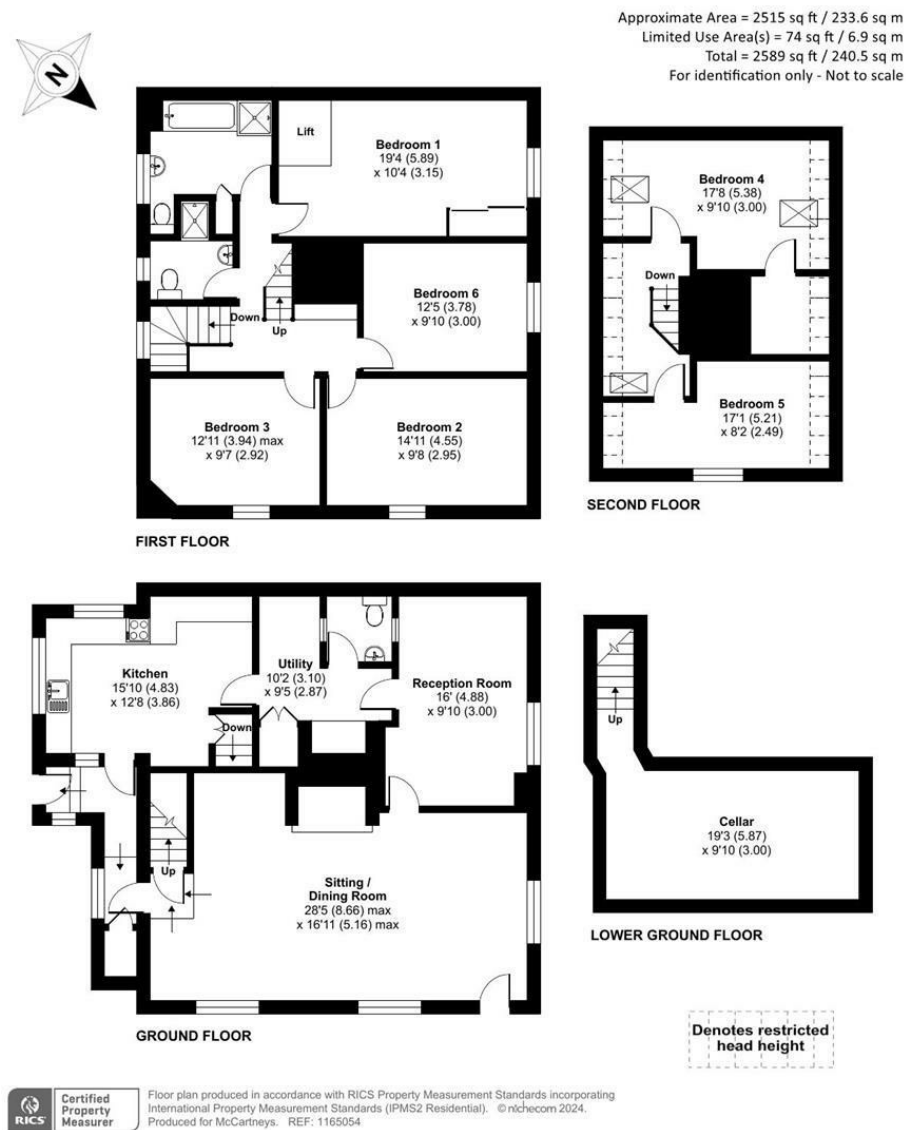 Approximate Area = 2515 sq ft / 233.6 sq m
Limited Use Area(s) = 74 sq ft / 6.9 sq m
Total = 2589 sq ft / 240.5 sq m
For identification only - Not to scale
N
Lift
Bedroom 1
19'4 (5.89)
x 10'4 (3.15)
Bedroom 6
12'5 (3.78)
x 9'10 (3.00)
Down
Up
Bedroom 3
12'11 (3.94) max
x 9'7 (2.92)
Bedroom 2
14'11 (4.55)
x 9'8 (2.95)
FIRST FLOOR
Bedroom 4
17'8 (5.38)
x 9'10 (3.00)
Down
Bedroom 5
17'1 (5.21)
x 8'2 (2.49)
SECOND FLOOR
Kitchen
15'10 (4.83)
x 12'8 (3.86)
Utility
10'2 (3.10)
x 9'5 (2.87)
Reception Room
16' (4.88)
x 9'10 (3.00)
Down
Up
Sitting /
Dining Room
28'5 (8.66) max
x 16'11 (5.16) max
GROUND FLOOR
Up
Cellar
19'3 (5.87)
x 9'10 (3.00)
LOWER GROUND FLOOR
Denotes restricted
head height
RICS
Certified
Property
Measurer
Floor plan produced in accordance with RICS Property Measurement Standards incorporating
International Property Measurement Standards (IPMS2 Residential). © nichecom 2024.
Produced for McCartneys. REF: 1165054